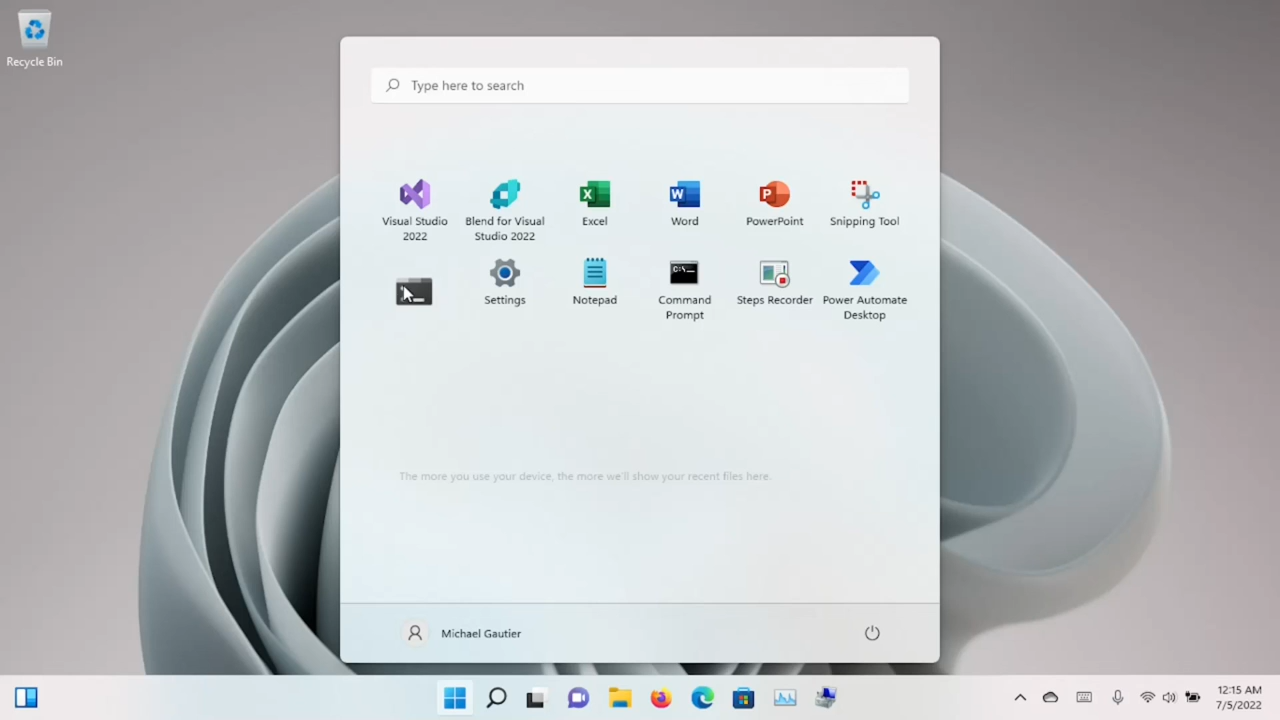 Recycle Bin
Type here to search
Visual Studio
2022
Blend for Visual
Studio 2022
Excel
Word
PowerPoint
Snipping Tool
Settings
Notepad
Command
Prompt
Steps Recorder
Power Automate
Desktop
The more you use your device, the more we'll show your recent files here.
Michael Gautier
12:15 AM
7/5/2022